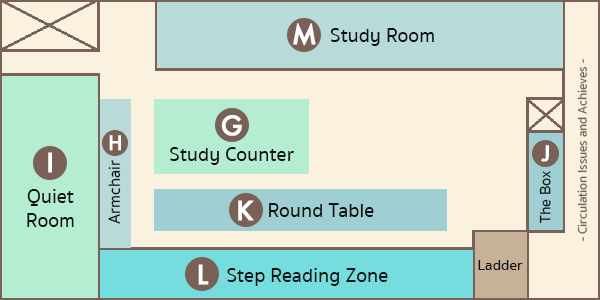 M Study Room
G
Study Counter
H
Armchair
I
Quiet
Room
J
The Box
K Round Table
L Step Reading Zone
Ladder
- Circulation Issues and Achieves -